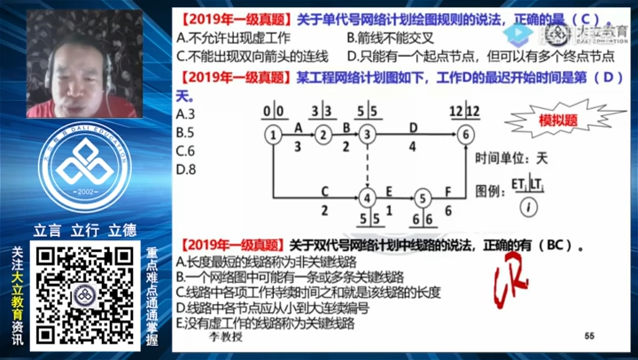 【2019年一级真题】关于单代号网络计划绘图规则的说法，正确的是（ C ）。
A.不允许出现虚工作 B.箭线不能交叉
C.不能出现双向箭头的连线 D.只能有一个起点节点，但可以有多个终点节点
大立教育
【2019年一级真题】某工程网络计划图如下，工作D的最迟开始时间是第（ D ）
天。
A.3
B.5
C.6
D.8
0 0
3 3
5 5
12 12
1
A
3
2
B
2
3
D
4
6
C
2
4
E
1
5
F
6
5 5
6 6
模拟题
时间单位：天
图例：
ETi LTi
i
【2019年一级真题】关于双代号网络计划中线路的说法，正确的有（ BC ）。
A.长度最短的线路称为非关键线路
B.一个网络图中可能有一条或多条关键线路
C.线路中各项工作持续时间之和就是该线路的长度
D.线路中各节点应从小到大连续编号
E.没有虚工作的线路称为关键线路
CR
李教授
55
DALI EDUCATION
2002
立言 立行 立德
关注大立教育资讯
重点难点通通掌握